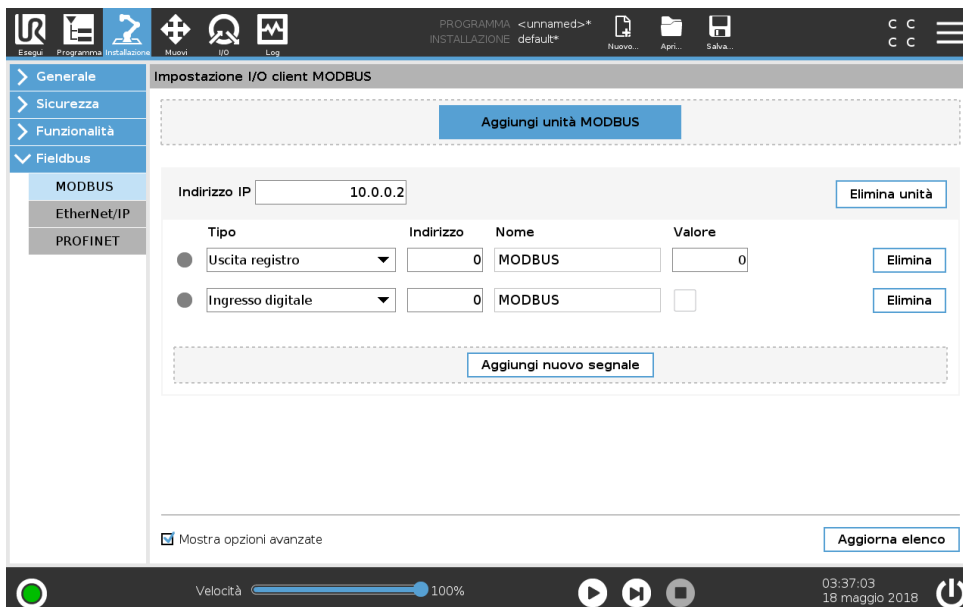 UR
PROGRAMMA <unnamed>*
INSTALLAZIONE default*
C C
C C
Esegui Programma Installazione Muovi I/O Log Nuovo... Apri... Salva...
Generale
Sicurezza
Funzionalità
Fieldbus
MODBUS
EtherNet/IP
PROFINET
Impostazione I/O client MODBUS
Aggiungi unità MODBUS
Indirizzo IP 10.0.0.2 Elimina unità
Tipo Indirizzo Nome Valore
Uscita registro 0 MODBUS 0 Elimina
Ingresso digitale 0 MODBUS Elimina
Aggiungi nuovo segnale
Mostra opzioni avanzate Aggiorna elenco
Velocità 100% 03:37:03
18 maggio 2018